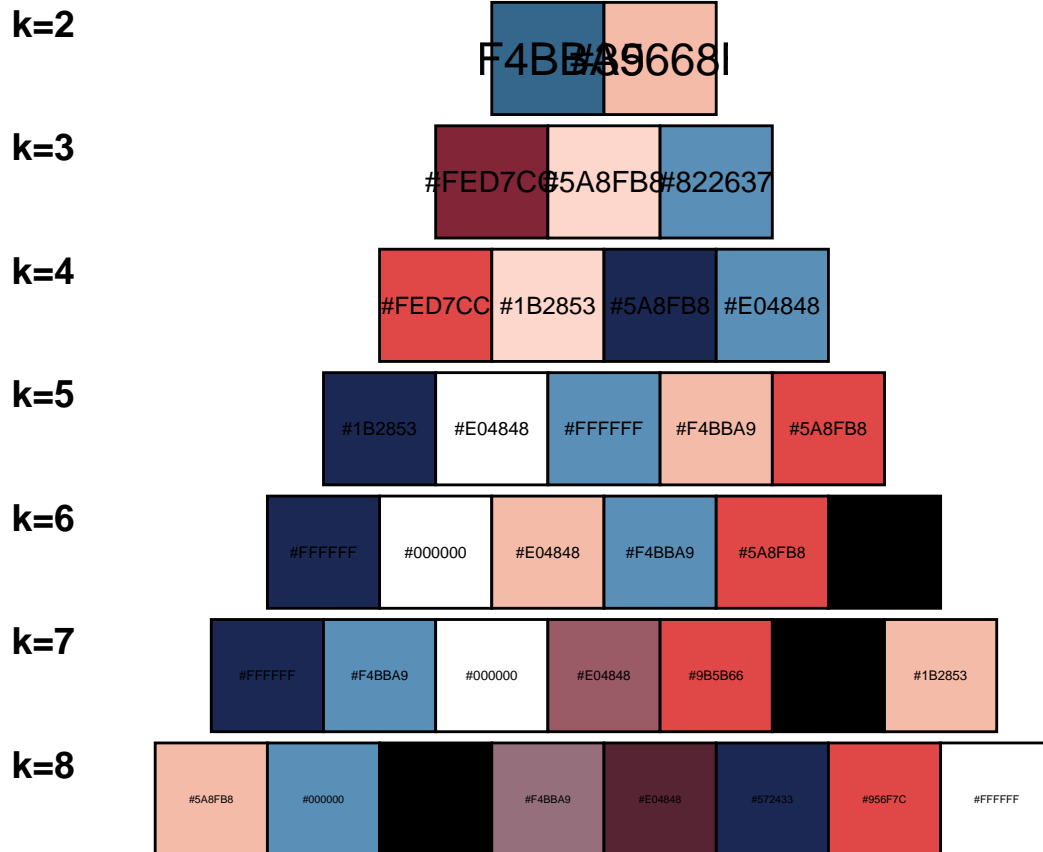 k=2
k=3
#FED7CC #5A8FB8 #822637
k=4
#FED7CC #1B2853 #5A8FB8 #E04848
k=5
#1B2853 #E04848 #FFFFFF #F4BBA9 #5A8FB8
k=6
#FFFFFF #000000 #E04848 #F4BBA9 #5A8FB8
k=7
#FFFFFF #F4BBA9 #000000 #E04848 #9B5B66 #1B2853
k=8
#5A8FB8 #000000 #F4BBA9 #E04848 #572433 #956F7C #FFFFFF